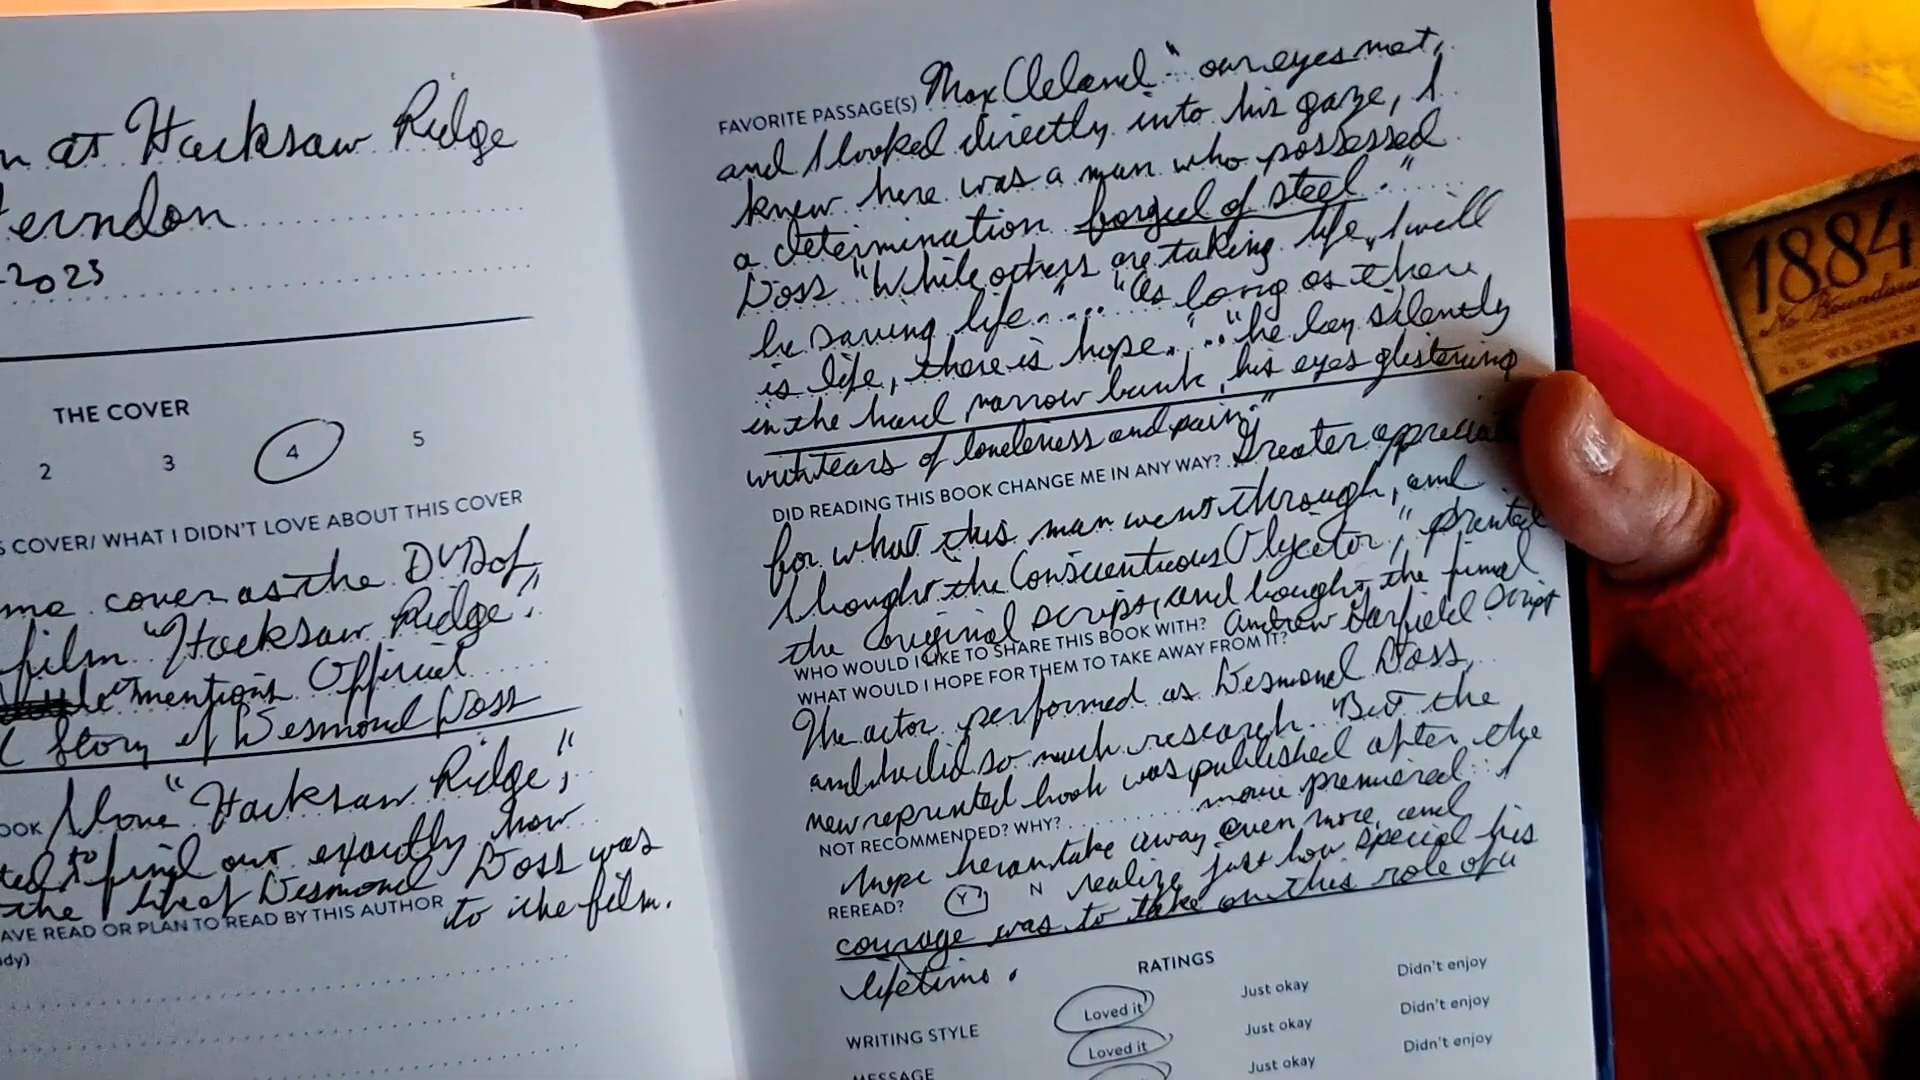 n at Hacksaw Ridge
erndon
-2023
THE COVER
2 3 4 5
S COVER/ WHAT I DIDN'T LOVE ABOUT THIS COVER
me cover as the DVD of
film "Hacksaw Ridge".
mentions Official
Story of Desmond Doss
OOK I love "Hacksaw Ridge,"
ted to find out exactly how
the life of Desmond Doss was
AVE READ OR PLAN TO READ BY THIS AUTHOR
to the film.
dy)
FAVORITE PASSAGE(S) Max Cleland "our eyes met,
and I looked directly into his gaze, I
knew here was a man who possessed
a determination forged of steel."
Doss "While others are taking life, I will
be saving life." ... "As long as there
is life, there is hope." ... "he lay silently
in the hard narrow bunk, his eyes glistening
with tears of loneliness and pain."
DID READING THIS BOOK CHANGE ME IN ANY WAY? Greater appreciat
for what this man went through, and
I bought the Conscientious Objector," printed
the original script, and bought the final
script
WHO WOULD I LIKE TO SHARE THIS BOOK WITH? Andrew Garfield
WHAT WOULD I HOPE FOR THEM TO TAKE AWAY FROM IT?
The actor performed as Desmond Doss,
and he did so much research. But the
new reprinted book was published after the
NOT RECOMMENDED? WHY? movie premiered. I
hope he can take away even more, and
REREAD? Y N realize just how special his
courage was to take on this role of a
lifetime.
RATINGS
WRITING STYLE Loved it Just okay Didn't enjoy
MESSAGE Loved it Just okay Didn't enjoy
Just okay Didn't enjoy
1884
No Boundaries